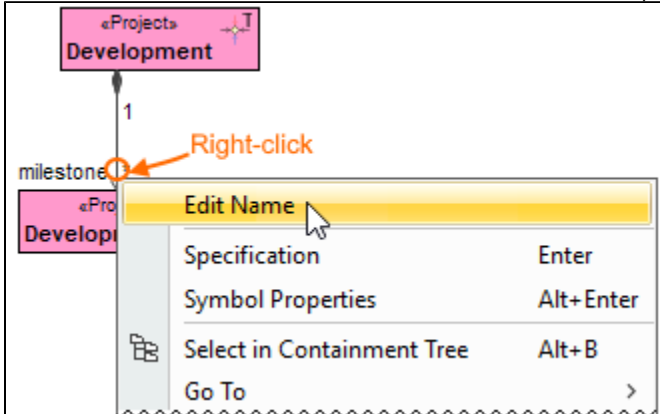 «Project»
T
Development
1
Right-click
milestone
«Pro
Develop
Edit Name
Specification Enter
Symbol Properties Alt+Enter
Select in Containment Tree Alt+B
Go To >